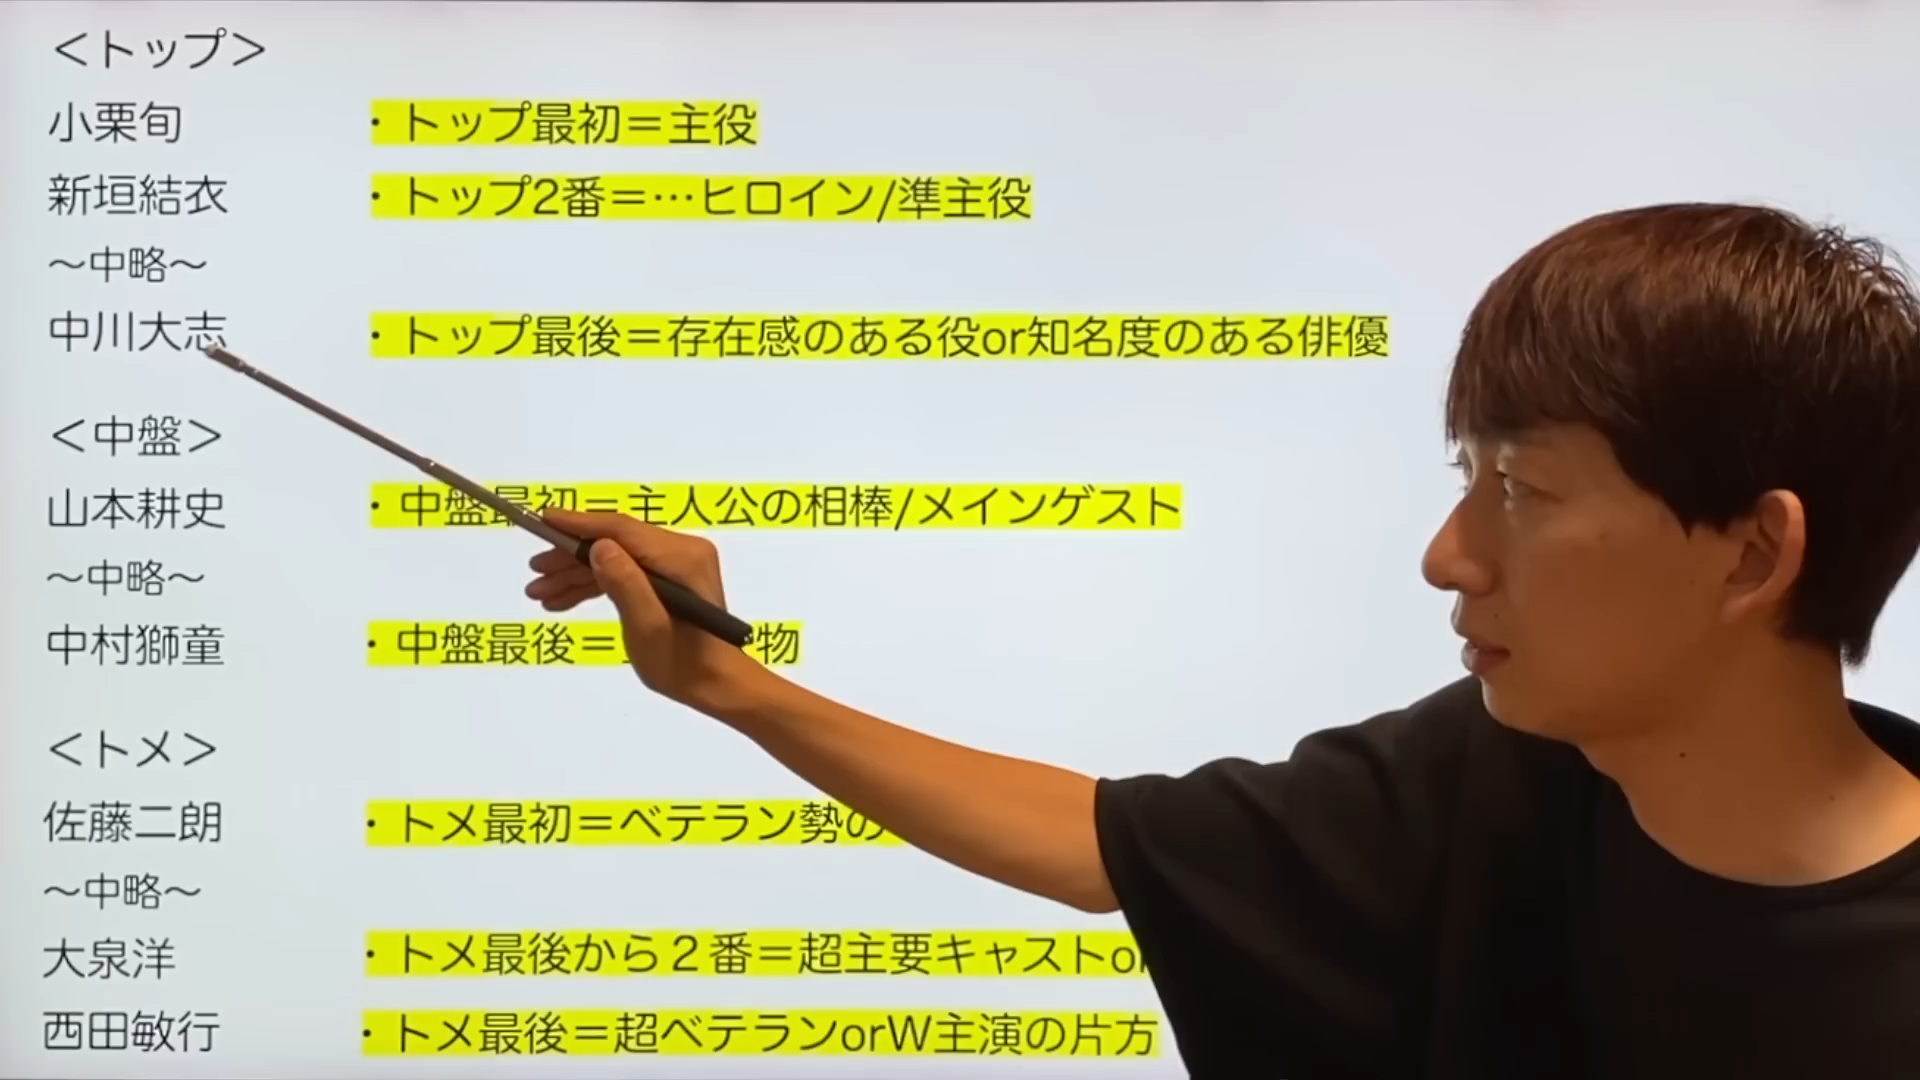 ＜トップ＞
小栗旬 ・トップ最初＝主役
新垣結衣 ・トップ2番＝…ヒロイン/準主役
～中略～
中川大志 ・トップ最後＝存在感のある役or知名度のある俳優
＜中盤＞
山本耕史 ・中盤最初＝主人公の相棒/メインゲスト
～中略～
中村獅童 ・中盤最後＝ 物
＜トメ＞
佐藤二朗 ・トメ最初＝ベテラン勢の
～中略～
大泉洋 ・トメ最後から２番＝超主要キャストor
西田敏行 ・トメ最後＝超ベテランorW主演の片方